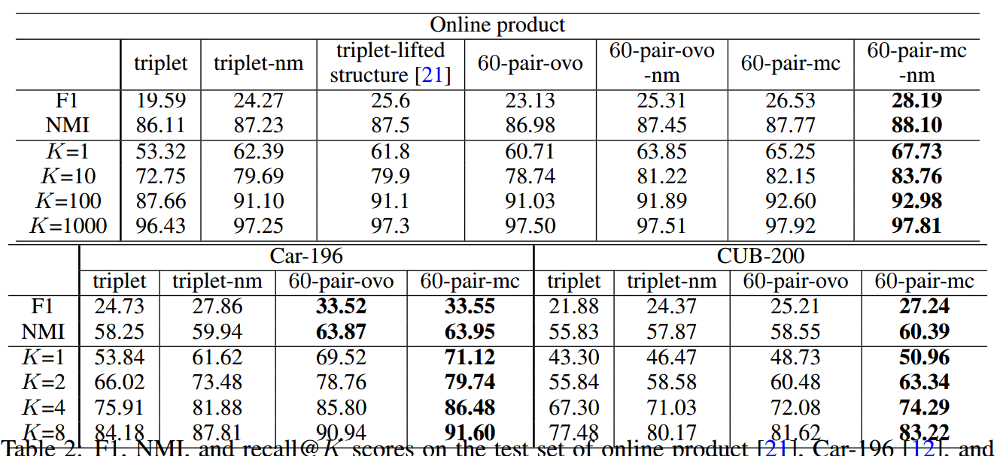 Online product
triplet triplet-nm triplet-lifted structure [21] 60-pair-ovo 60-pair-ovo -nm 60-pair-mc 60-pair-mc -nm
F1 19.59 24.27 25.6 23.13 25.31 26.53 28.19
NMI 86.11 87.23 87.5 86.98 87.45 87.77 88.10
K=1 53.32 62.39 61.8 60.71 63.85 65.25 67.73
K=10 72.75 79.69 79.9 78.74 81.22 82.15 83.76
K=100 87.66 91.10 91.1 91.03 91.89 92.60 92.98
K=1000 96.43 97.25 97.3 97.50 97.51 97.92 97.81
Car-196 CUB-200
triplet triplet-nm 60-pair-ovo 60-pair-mc triplet triplet-nm 60-pair-ovo 60-pair-mc
F1 24.73 27.86 33.52 33.55 21.88 24.37 25.21 27.24
NMI 58.25 59.94 63.87 63.95 55.83 57.87 58.55 60.39
K=1 53.84 61.62 69.52 71.12 43.30 46.47 48.73 50.96
K=2 66.02 73.48 78.76 79.74 55.84 58.58 60.48 63.34
K=4 75.91 81.88 85.80 86.48 67.30 71.03 72.08 74.29
K=8 84.18 87.81 90.94 91.60 77.48 80.17 81.62 83.22
Table 2: F1, NMI, and recall@K scores on the test set of online product [21], Car-196 [12], and